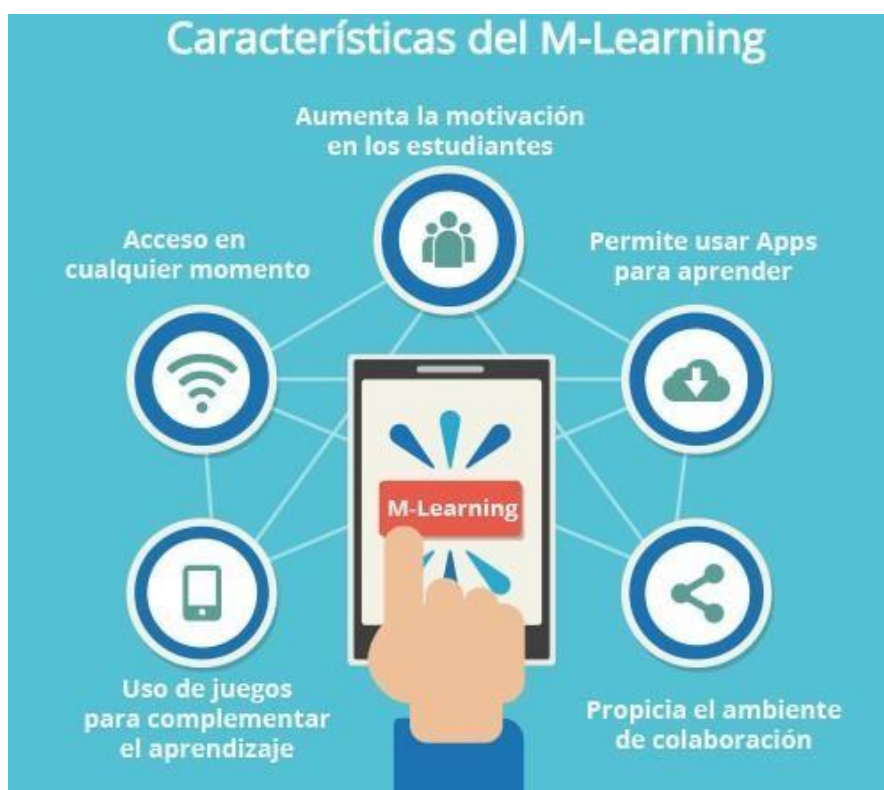 Características del M-Learning
Aumenta la motivación
en los estudiantes
Acceso en
cualquier momento
Permite usar Apps
para aprender
M-Learning
Uso de juegos
para complementar
el aprendizaje
Propicia el ambiente
de colaboración